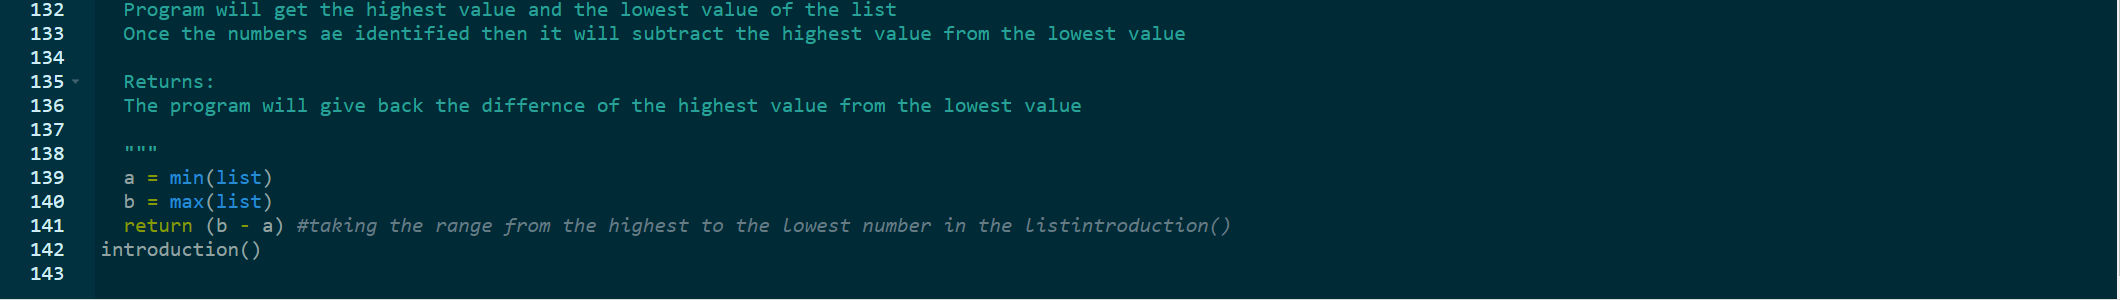 132 Program will get the highest value and the lowest value of the list
133 Once the numbers ae identified then it will subtract the highest value from the lowest value
134
135 Returns:
136 The program will give back the differnce of the highest value from the lowest value
137
138 """
139 a = min(list)
140 b = max(list)
141 return (b - a) #taking the range from the highest to the lowest number in the listintroduction()
142 introduction()
143